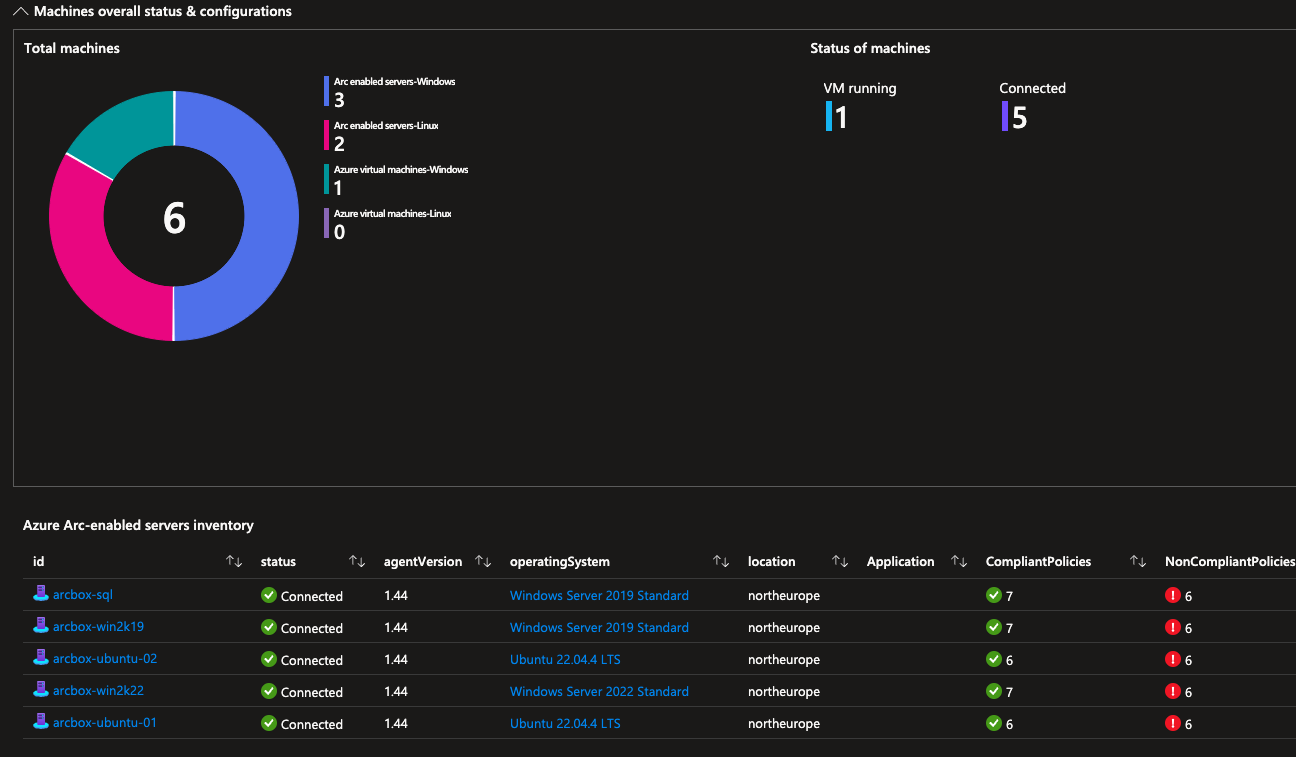 Machines overall status & configurations
Total machines
Arc enabled servers-Windows
3
Arc enabled servers-Linux
2
Azure virtual machines-Windows
1
Azure virtual machines-Linux
0
6
Status of machines
VM running
1
Connected
5
Azure Arc-enabled servers inventory
id status agentVersion operatingSystem location Application CompliantPolicies NonCompliantPolicies
arcbox-sql Connected 1.44 Windows Server 2019 Standard northeurope 7 6
arcbox-win2k19 Connected 1.44 Windows Server 2019 Standard northeurope 7 6
arcbox-ubuntu-02 Connected 1.44 Ubuntu 22.04.4 LTS northeurope 6 6
arcbox-win2k22 Connected 1.44 Windows Server 2022 Standard northeurope 7 6
arcbox-ubuntu-01 Connected 1.44 Ubuntu 22.04.4 LTS northeurope 6 6